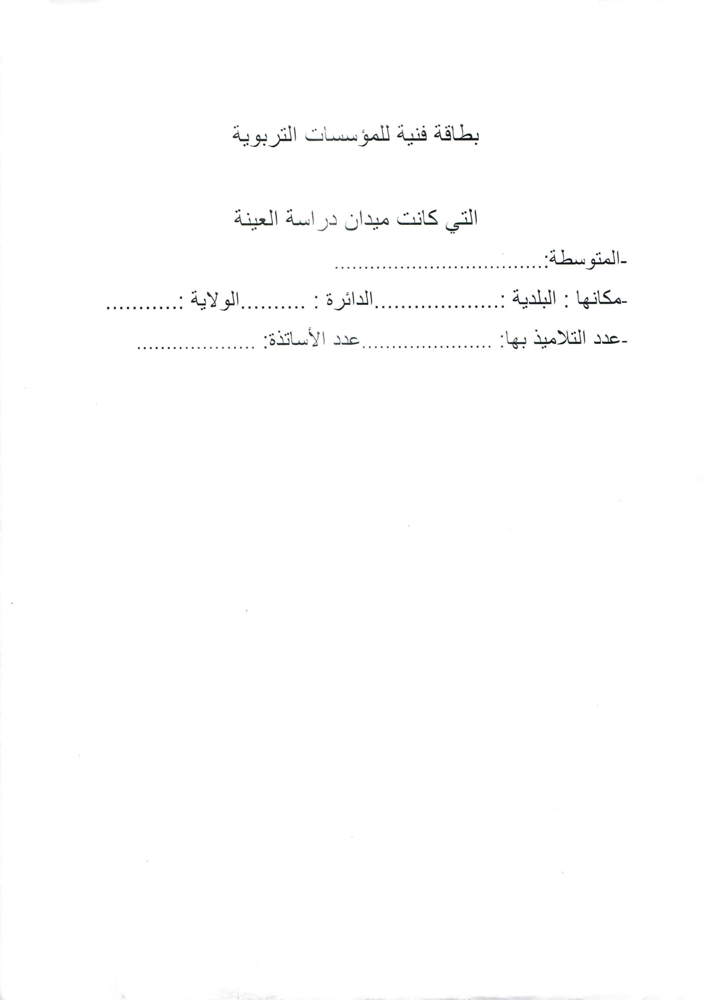 بطاقة فنية للمؤسسات التربوية
التي كانت ميدان دراسة العينة
-المتوسطة:...................................
-مكانها : البلدية :.....................الدائرة : ...........الولاية :............
-عدد التلاميذ بها: ......................عدد الأساتذة: ....................